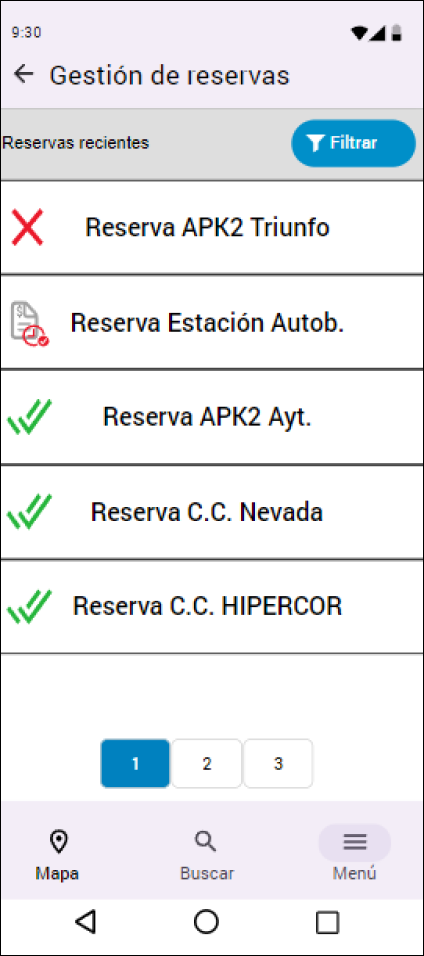 9:30
Gestión de reservas
Reservas recientes
Filtrar
Reserva APK2 Triunfo
$
Reserva Estación Autob.
Reserva APK2 Ayt.
Reserva C.C. Nevada
Reserva C.C. HIPERCOR
1 2 3
Mapa Buscar Menú